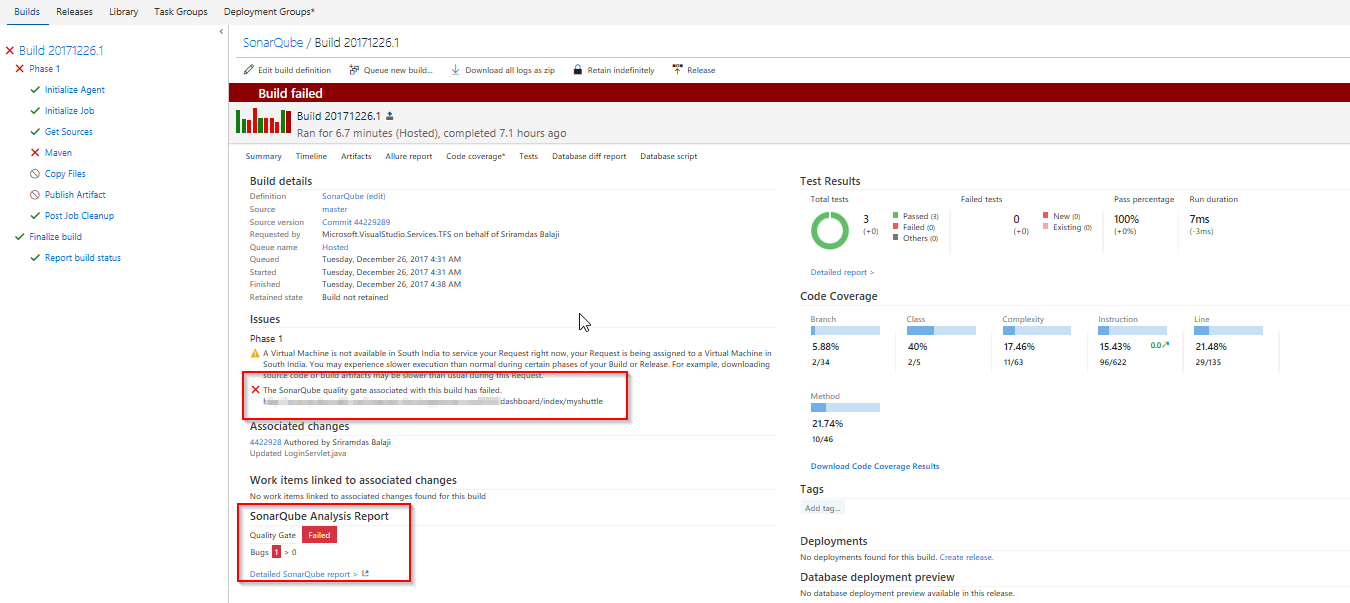 Builds Releases Library Task Groups Deployment Groups*
Build 20171226.1
Phase 1
Initialize Agent
Initialize Job
Get Sources
Maven
Copy Files
Publish Artifact
Post Job Cleanup
Finalize build
Report build status
SonarQube / Build 20171226.1
Edit build definition Queue new build... Download all logs as zip Retain indefinitely Release
Build failed
Build 20171226.1
Ran for 6.7 minutes (Hosted), completed 7.1 hours ago
Summary Timeline Artifacts Allure report Code coverage* Tests Database diff report Database script
Build details
Definition SonarQube (edit)
Source master
Source version Commit 44229289
Requested by Microsoft.VisualStudio.Services.TFS on behalf of Sriramdas Balaji
Queue name Hosted
Queued Tuesday, December 26, 2017 4:31 AM
Started Tuesday, December 26, 2017 4:31 AM
Finished Tuesday, December 26, 2017 4:38 AM
Retained state Build not retained
Issues
Phase 1
A Virtual Machine is not available in South India to service your Request right now, your Request is being assigned to a Virtual Machine in
South India. You may experience slower execution than normal during certain phases of your Build or Release. For example, downloading
source code or build artifacts may be slower than usual during this Request.
The SonarQube quality gate associated with this build has failed.
dashboard/index/myshuttle
Associated changes
4422928 Authored by Sriramdas Balaji
Updated LoginServlet.java
Work items linked to associated changes
No work items linked to associated changes found for this build
SonarQube Analysis Report
Quality Gate Failed
Bugs 1 > 0
Detailed SonarQube report >
Test Results
Total tests Failed tests Pass percentage Run duration
3
(+0)
Passed (3)
Failed (0)
Others (0)
0
(+0)
New (0)
Existing (0)
100%
(+0%)
7ms
(-3ms)
Detailed report >
Code Coverage
Branch Class Complexity Instruction Line
5.88% 40% 17.46% 15.43% 0.0 21.48%
2/34 2/5 11/63 96/622 29/135
Method
21.74%
10/46
Download Code Coverage Results
Tags
Add tag...
Deployments
No deployments found for this build. Create release.
Database deployment preview
No database deployment preview available in this release.